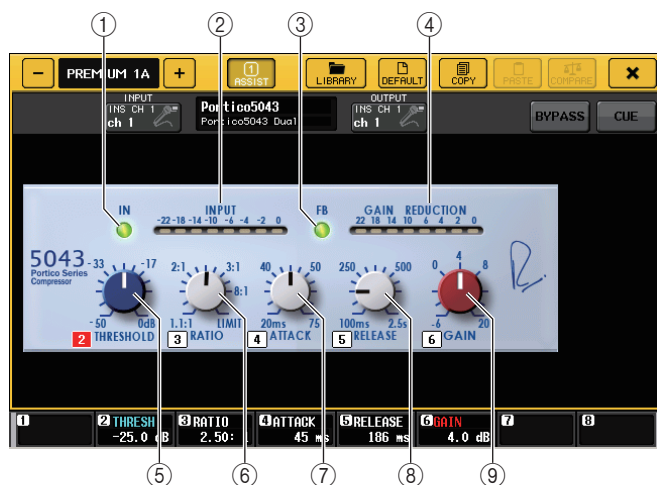 ① ② ③ ④
− PREMIUM 1A + 1 ASSIST LIBRARY DEFAULT COPY PASTE COMPARE ×
INPUT
INS CH 1
ch 1
Portico5043
Portico5043 Dual
OUTPUT
INS CH 1
ch 1
BYPASS CUE
IN INPUT FB GAIN REDUCTION
-22 -18 -14 -10 -6 -4 -2 0
22 18 14 10 6 4 2 0
5043
Portico Series
Compressor
-33 -17
-50 0dB
2 THRESHOLD
2:1 3:1
8:1
1.1:1 LIMIT
3 RATIO
40 50
20ms 75
4 ATTACK
250 500
100ms 2.5s
5 RELEASE
0 4 8
-6 20
6 GAIN
1
2 THRESH
-25.0 dB
3 RATIO
2.50:
4 ATTACK
45 ms
5 RELEASE
186 ms
6 GAIN
4.0 dB
7
8
⑤ ⑥ ⑦ ⑧ ⑨